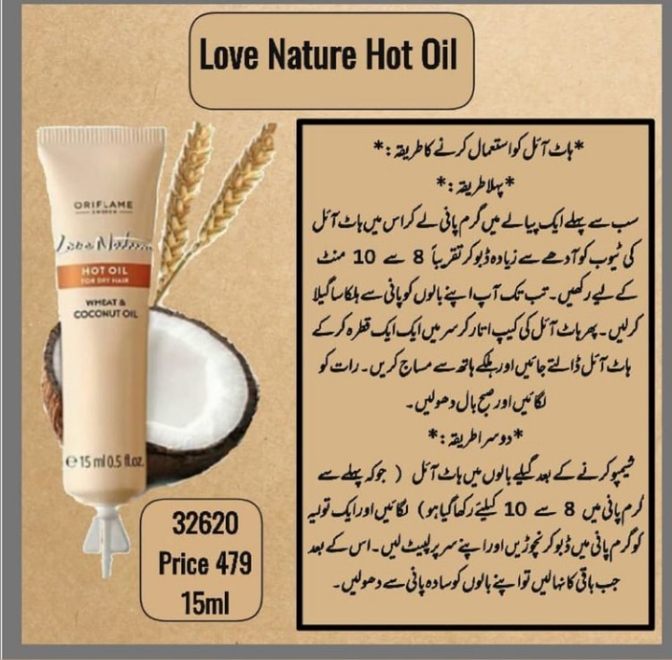 Love Nature Hot Oil
*ہاٹ آئل کو استعمال کرنے کا طریقہ :*
*پہلا طریقہ :*
سب سے پہلے ایک پیالے میں گرم پانی لے کر اس میں ہاٹ آئل
کی ٹیوب کو آدھے سے زیادہ ڈبو کر تقریباً 8 سے 10 منٹ
کے لیے رکھیں۔ تب تک آپ اپنے بالوں کو پانی سے ہلکا سا گیلا
کر لیں۔ پھر ہاٹ آئل کی کیپ اتار کر سر میں ایک ایک قطرہ کر کے
ہاٹ آئل ڈالتے جائیں اور ہلکے ہاتھ سے مساج کریں۔ رات کو
لگائیں اور صبح بال دھو لیں۔
*دوسرا طریقہ :*
شیمپو کرنے کے بعد گیلے بالوں میں ہاٹ آئل ( جو کہ پہلے سے
گرم پانی میں 8 سے 10 کیلئے رکھا گیا ہو) لگائیں اور ایک تولیہ
کو گرم پانی میں ڈبو کر نچوڑیں اور اپنے سر پر لپیٹ لیں۔ اس کے بعد
جب باقی کا نہا لیں تو اپنے بالوں کو سادہ پانی سے دھو لیں۔
ORIFLAME
SWEDEN
Love Nature
HOT OIL
FOR DRY HAIR
WHEAT &
COCONUT OIL
℮ 15 ml 0.5 fl.oz.
32620
Price 479
15ml